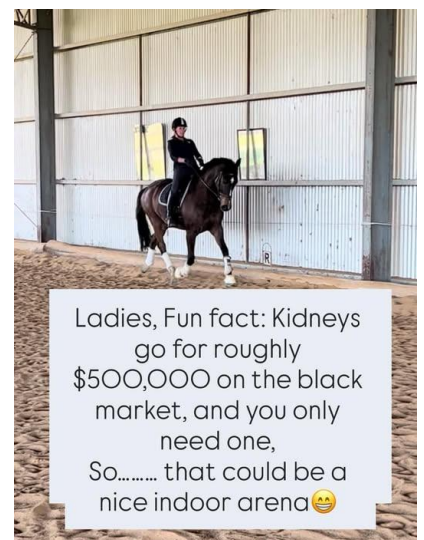 Ladies, Fun fact: Kidneys
go for roughly
$500,000 on the black
market, and you only
need one,
So......... that could be a
nice indoor arena😁